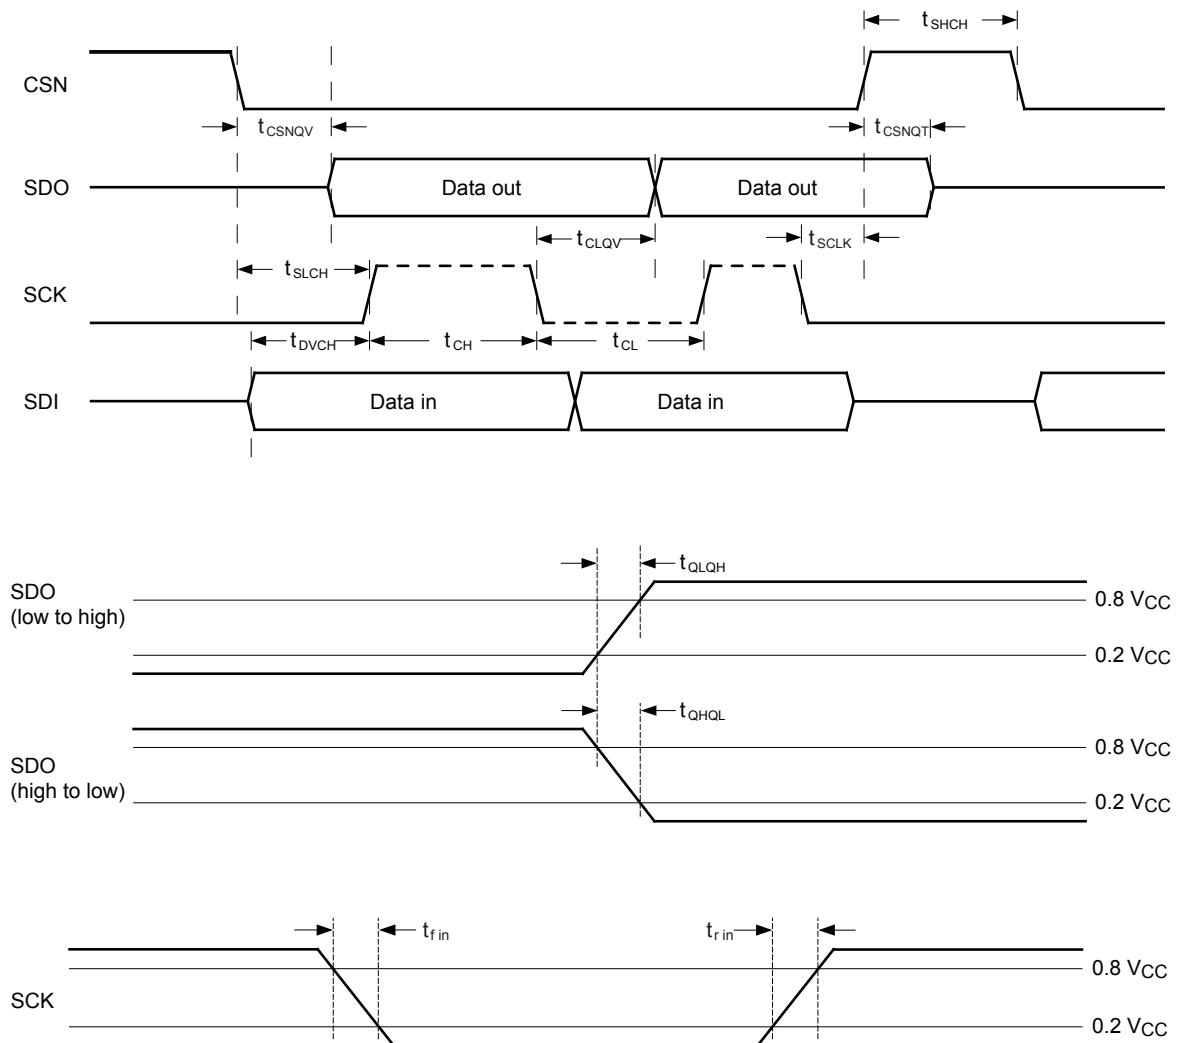 tSHCH
CSN
tCSNQV
tCSNQT
SDO
Data out
Data out
tCLQV
tSCLK
tSLCH
SCK
tDVCH
tCH
tCL
SDI
Data in
Data in
tQLQH
SDO
(low to high)
0.8 VCC
0.2 VCC
tQHQL
SDO
(high to low)
0.8 VCC
0.2 VCC
tf in
tr in
SCK
0.8 VCC
0.2 VCC